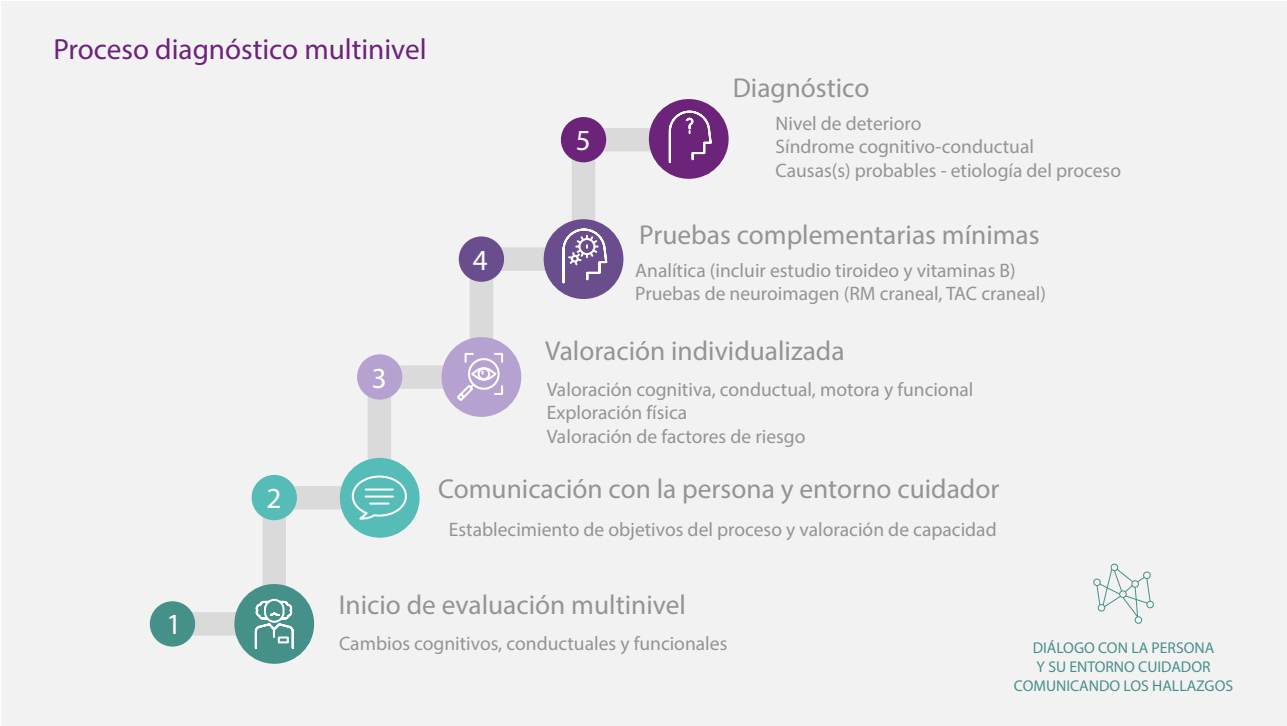 Proceso diagnóstico multinivel
Diagnóstico
5
?
Nivel de deterioro
Síndrome cognitivo-conductual
Causas(s) probables - etiología del proceso
Pruebas complementarias mínimas
4
Analítica (incluir estudio tiroideo y vitaminas B)
Pruebas de neuroimagen (RM craneal, TAC craneal)
Valoración individualizada
3
Valoración cognitiva, conductual, motora y funcional
Exploración física
Valoración de factores de riesgo
Comunicación con la persona y entorno cuidador
2
Establecimiento de objetivos del proceso y valoración de capacidad
Inicio de evaluación multinivel
1
Cambios cognitivos, conductuales y funcionales
DIÁLOGO CON LA PERSONA
Y SU ENTORNO CUIDADOR
COMUNICANDO LOS HALLAZGOS